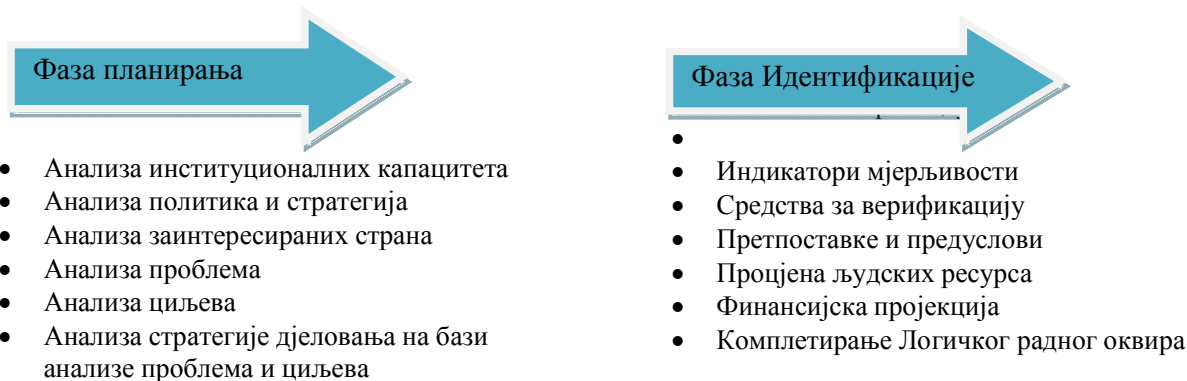 Фаза планирања
• Анализа институционалних капацитета
• Анализа политика и стратегија
• Анализа заинтересираних страна
• Анализа проблема
• Анализа циљева
• Анализа стратегије дјеловања на бази
анализе проблема и циљева
Фаза Идентификације
•
• Индикатори мјерљивости
• Средства за верификацију
• Претпоставке и предуслови
• Процјена људских ресурса
• Финансијска пројекција
• Комплетирање Логичког радног оквира